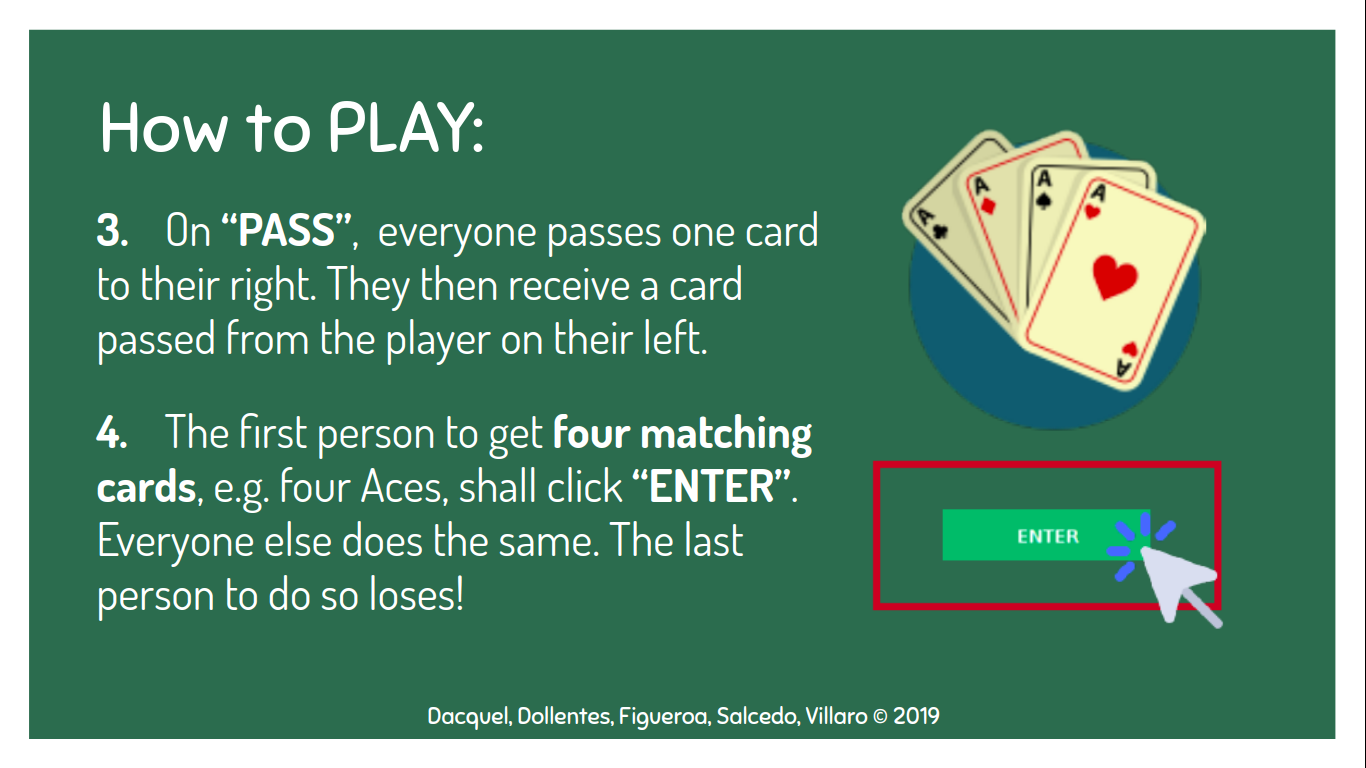 How to PLAY:
3. On “PASS”, everyone passes one card
to their right. They then receive a card
passed from the player on their left.
4. The first person to get four matching
cards, e.g. four Aces, shall click “ENTER”.
Everyone else does the same. The last
person to do so loses!
A
A
A
A
A
ENTER
Dacquel, Dollentes, Figueroa, Salcedo, Villaro © 2019